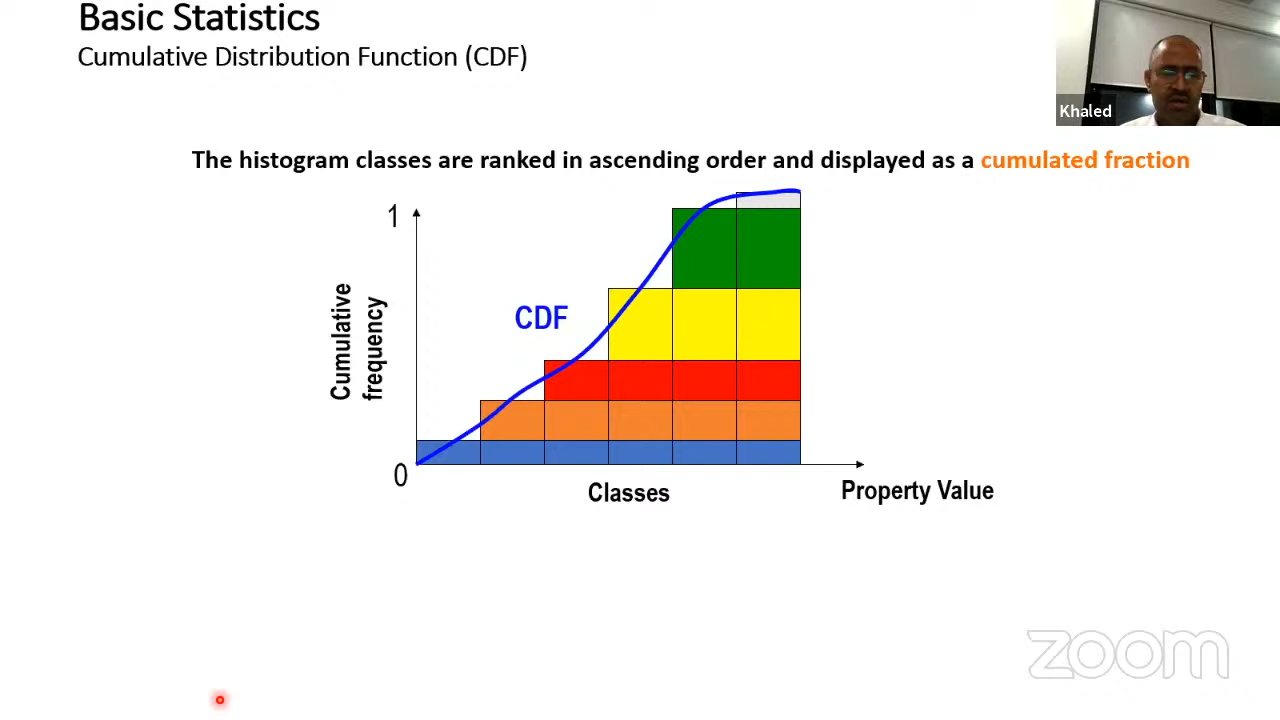 Basic Statistics
Cumulative Distribution Function (CDF)
Khaled
The histogram classes are ranked in ascending order and displayed as a cumulated fraction
1
Cumulative
frequency
CDF
0
Classes
Property Value
zoom